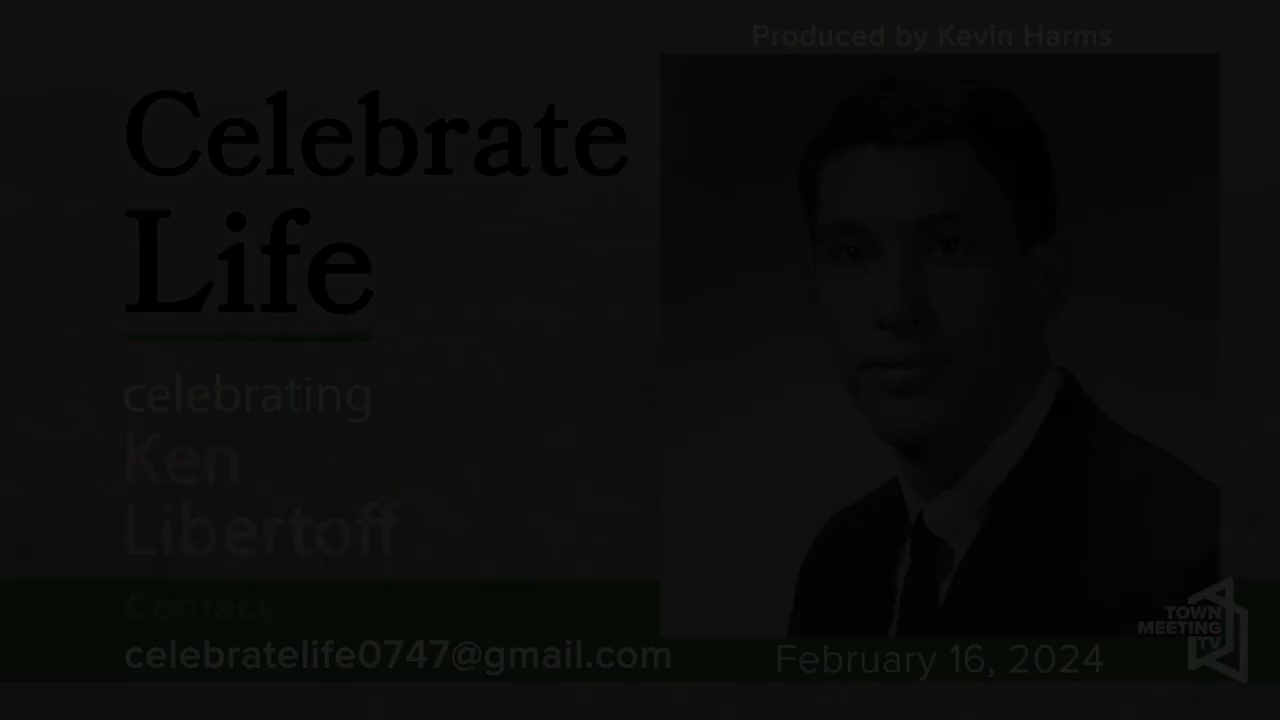 Produced by Kevin Harms
Celebrate
Life
celebrating
Ken
Libertoff
Contact:
celebratelife0747@gmail.com
February 16, 2024
TOWN
MEETING
TV